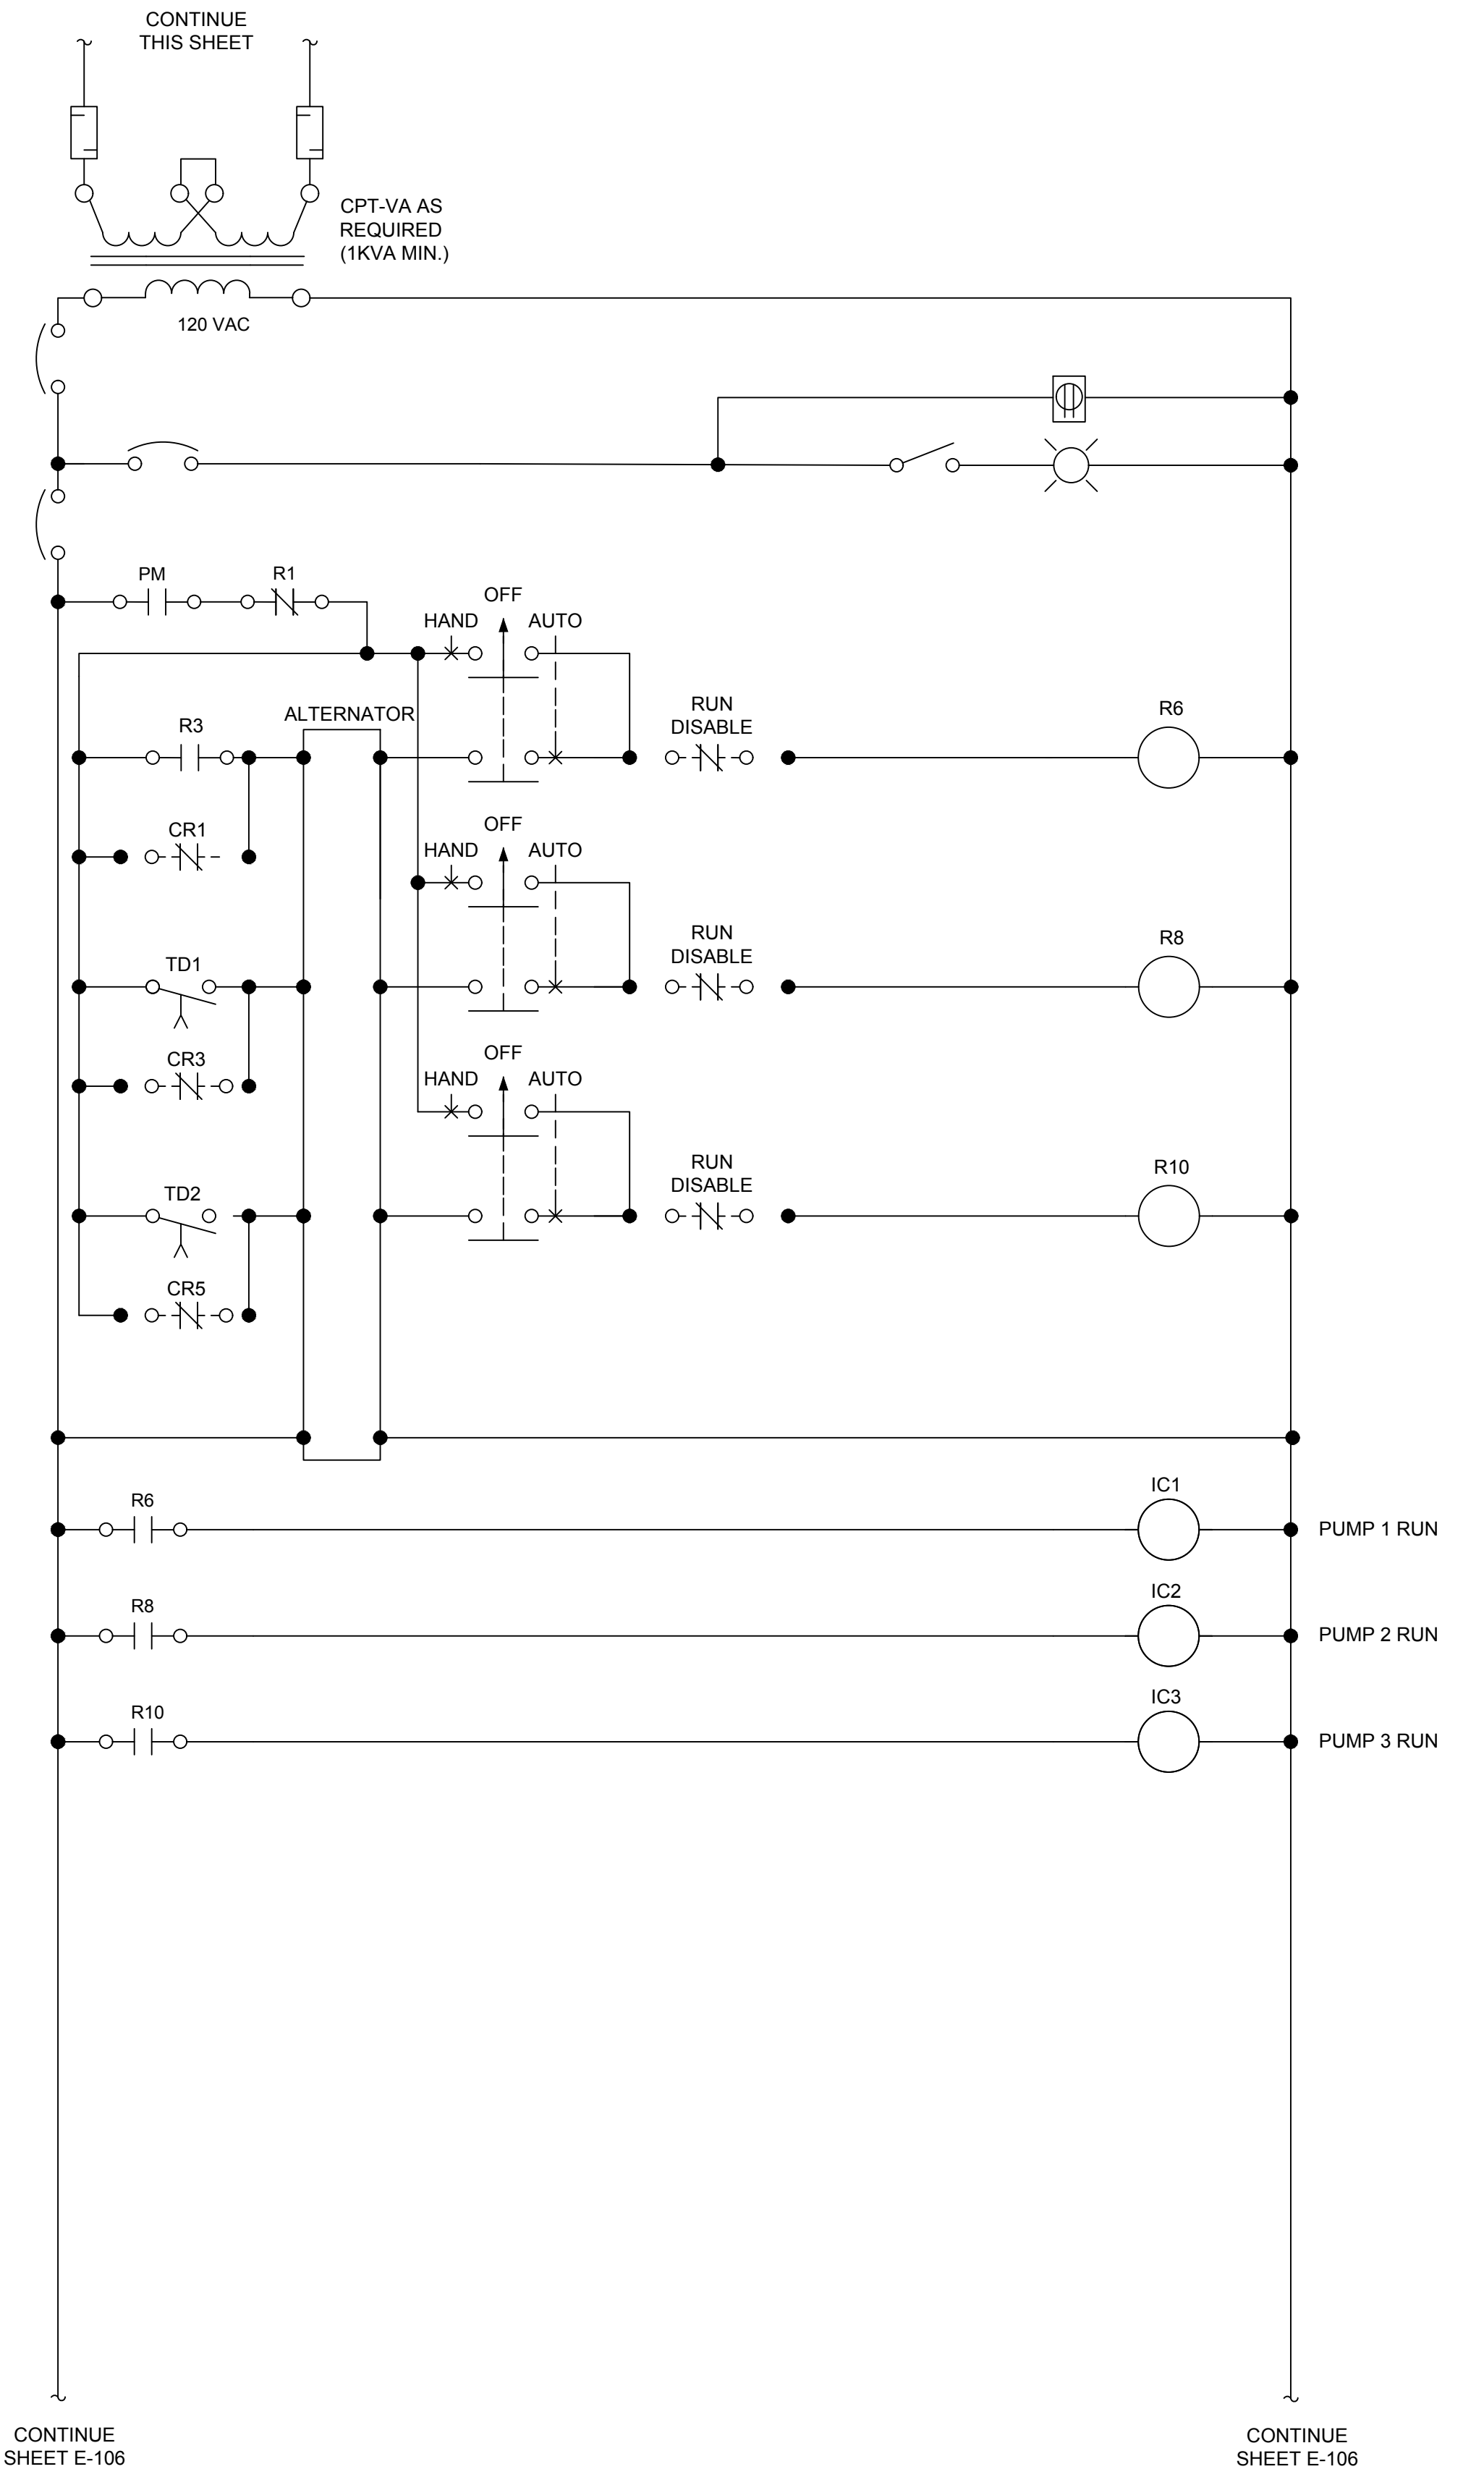 CONTINUE
THIS SHEET
CPT-VA AS
REQUIRED
(1KVA MIN.)
120 VAC
PM
R1
OFF
HAND
AUTO
ALTERNATOR
R3
RUN
DISABLE
R6
CR1
OFF
HAND
AUTO
TD1
RUN
DISABLE
R8
CR3
OFF
HAND
AUTO
TD2
RUN
DISABLE
R10
CR5
R6
IC1
PUMP 1 RUN
R8
IC2
PUMP 2 RUN
R10
IC3
PUMP 3 RUN
CONTINUE
SHEET E-106
CONTINUE
SHEET E-106